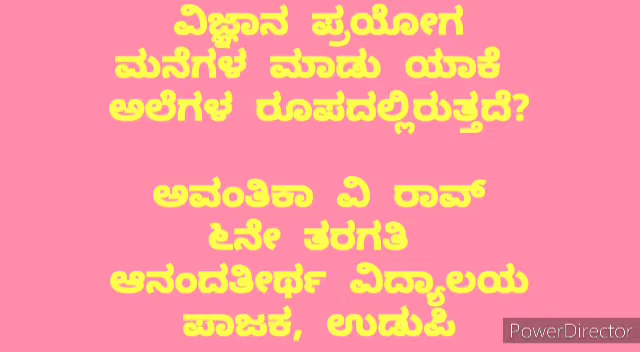 ವಿಜ್ಞಾನ ಪ್ರಯೋಗ
ಮನೆಗಳ ಮಾಡು ಯಾಕೆ
ಅಲೆಗಳ ರೂಪದಲ್ಲಿರುತ್ತದೆ?
ಅವಂತಿಕಾ ವಿ ರಾವ್
೬ನೇ ತರಗತಿ
ಆನಂದತೀರ್ಥ ವಿದ್ಯಾಲಯ
ಪಾಜಕ, ಉಡುಪಿ
PowerDirector